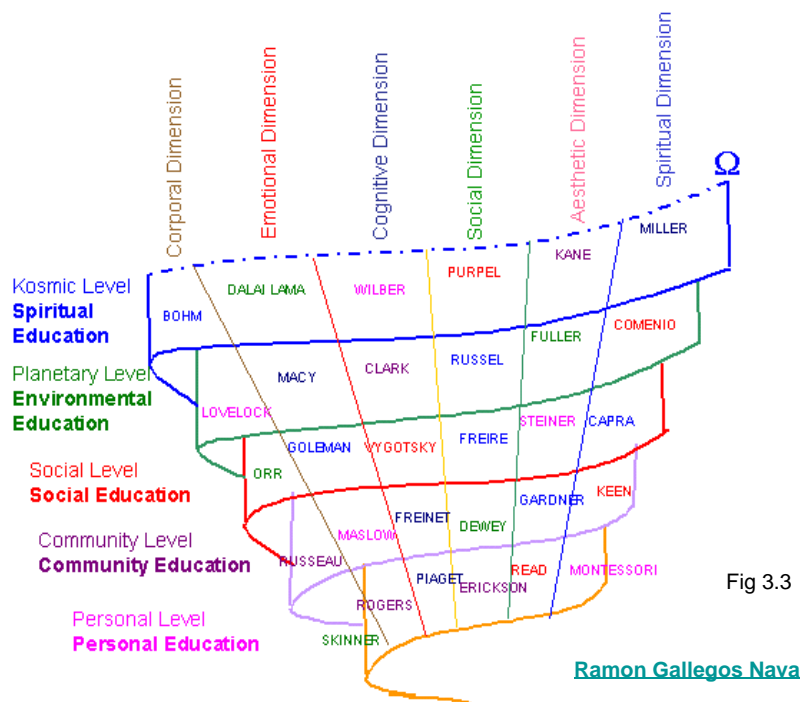 Corporal Dimension
Emotional Dimension
Cognitive Dimension
Social Dimension
Aesthetic Dimension
Spiritual Dimension
Ω
Kosmic Level
Spiritual
Education
BOHM
DALAI LAMA
WILBER
PURPEL
KANE
MILLER
Planetary Level
Environmental
Education
LOVELOCK
MACY
CLARK
RUSSEL
FULLER
COMENIO
Social Level
Social Education
ORR
GOLEMAN
VYGOTSKY
FREIRE
STEINER
CAPRA
Community Level
Community Education
RUSSEAU
MASLOW
FREINET
DEWEY
GARDNER
KEEN
Personal Level
Personal Education
SKINNER
ROGERS
PIAGET
ERICKSON
READ
MONTESSORI
Fig 3.3
Ramon Gallegos Nava